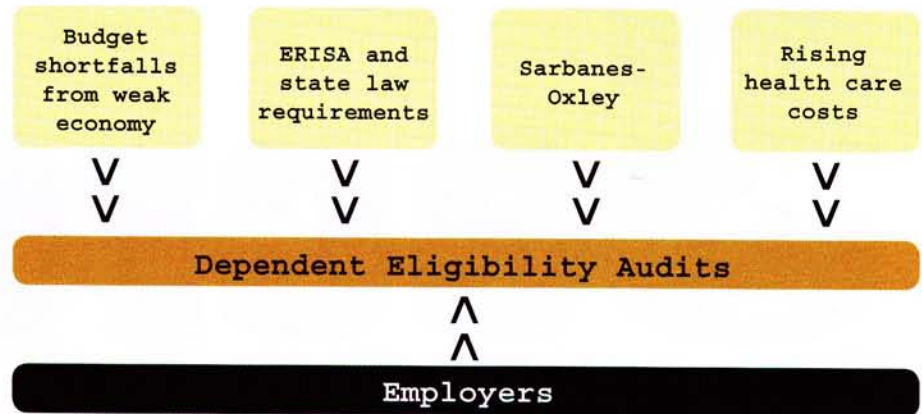 Budget
shortfalls
from weak
economy
ERISA and
state law
requirements
Sarbanes-
Oxley
Rising
health care
costs
Dependent Eligibility Audits
Employers